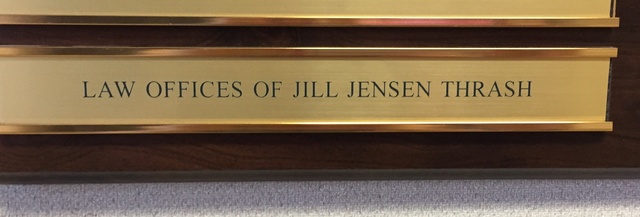 LAW OFFICES OF JILL JENSEN THRASH